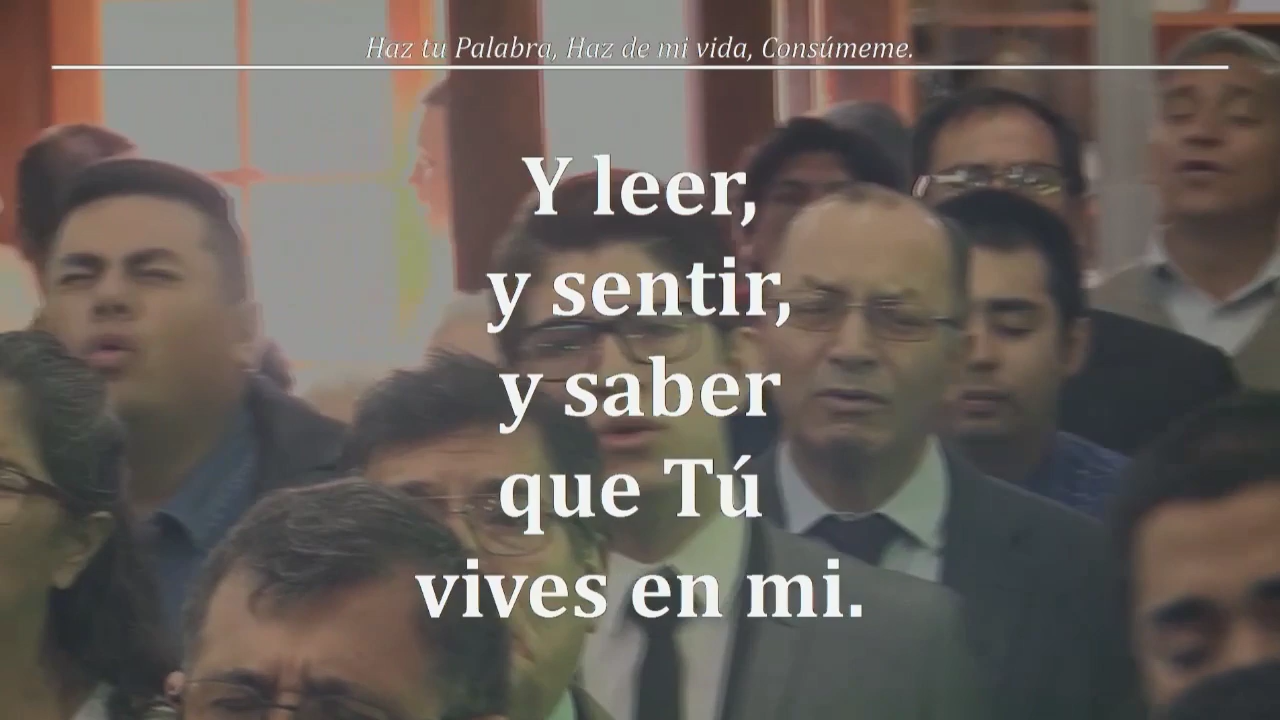 Haz tu Palabra, Haz de mi vida, Consúmeme.
Y leer,
y sentir,
y saber
que Tú
vives en mi.